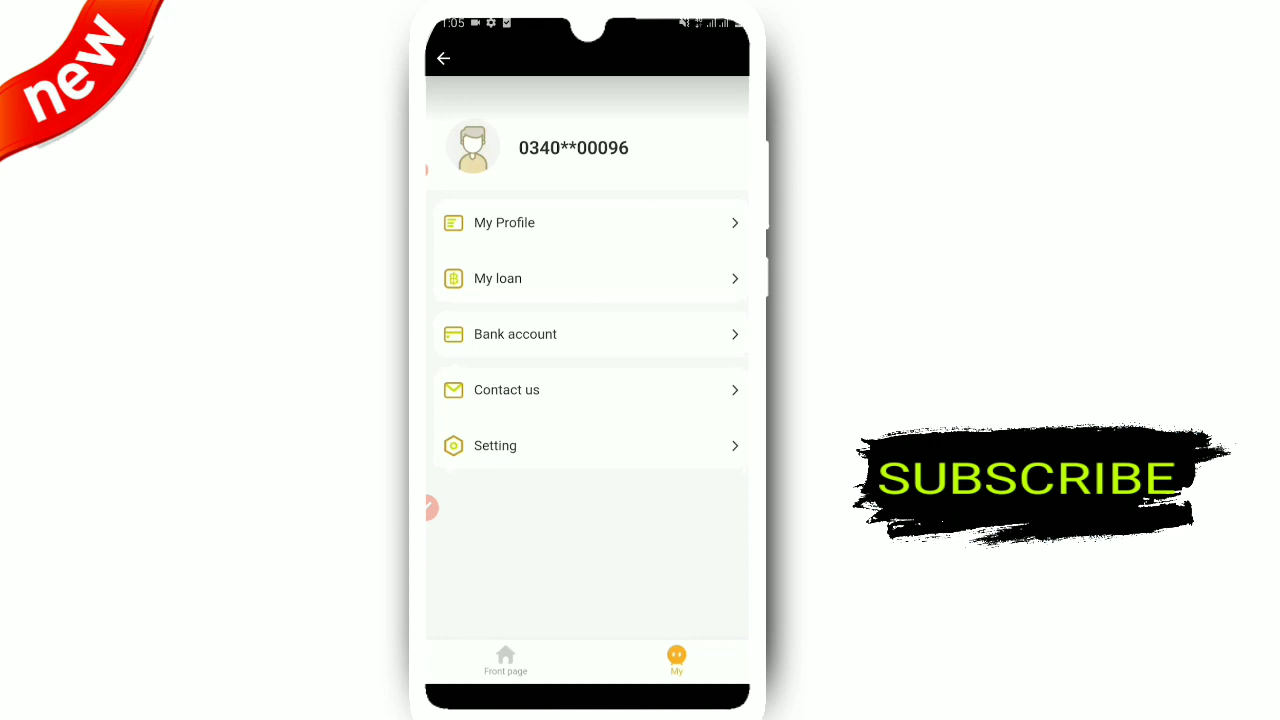 new
1:05
0340**00096
My Profile
My loan
Bank account
Contact us
Setting
SUBSCRIBE
Front page
My